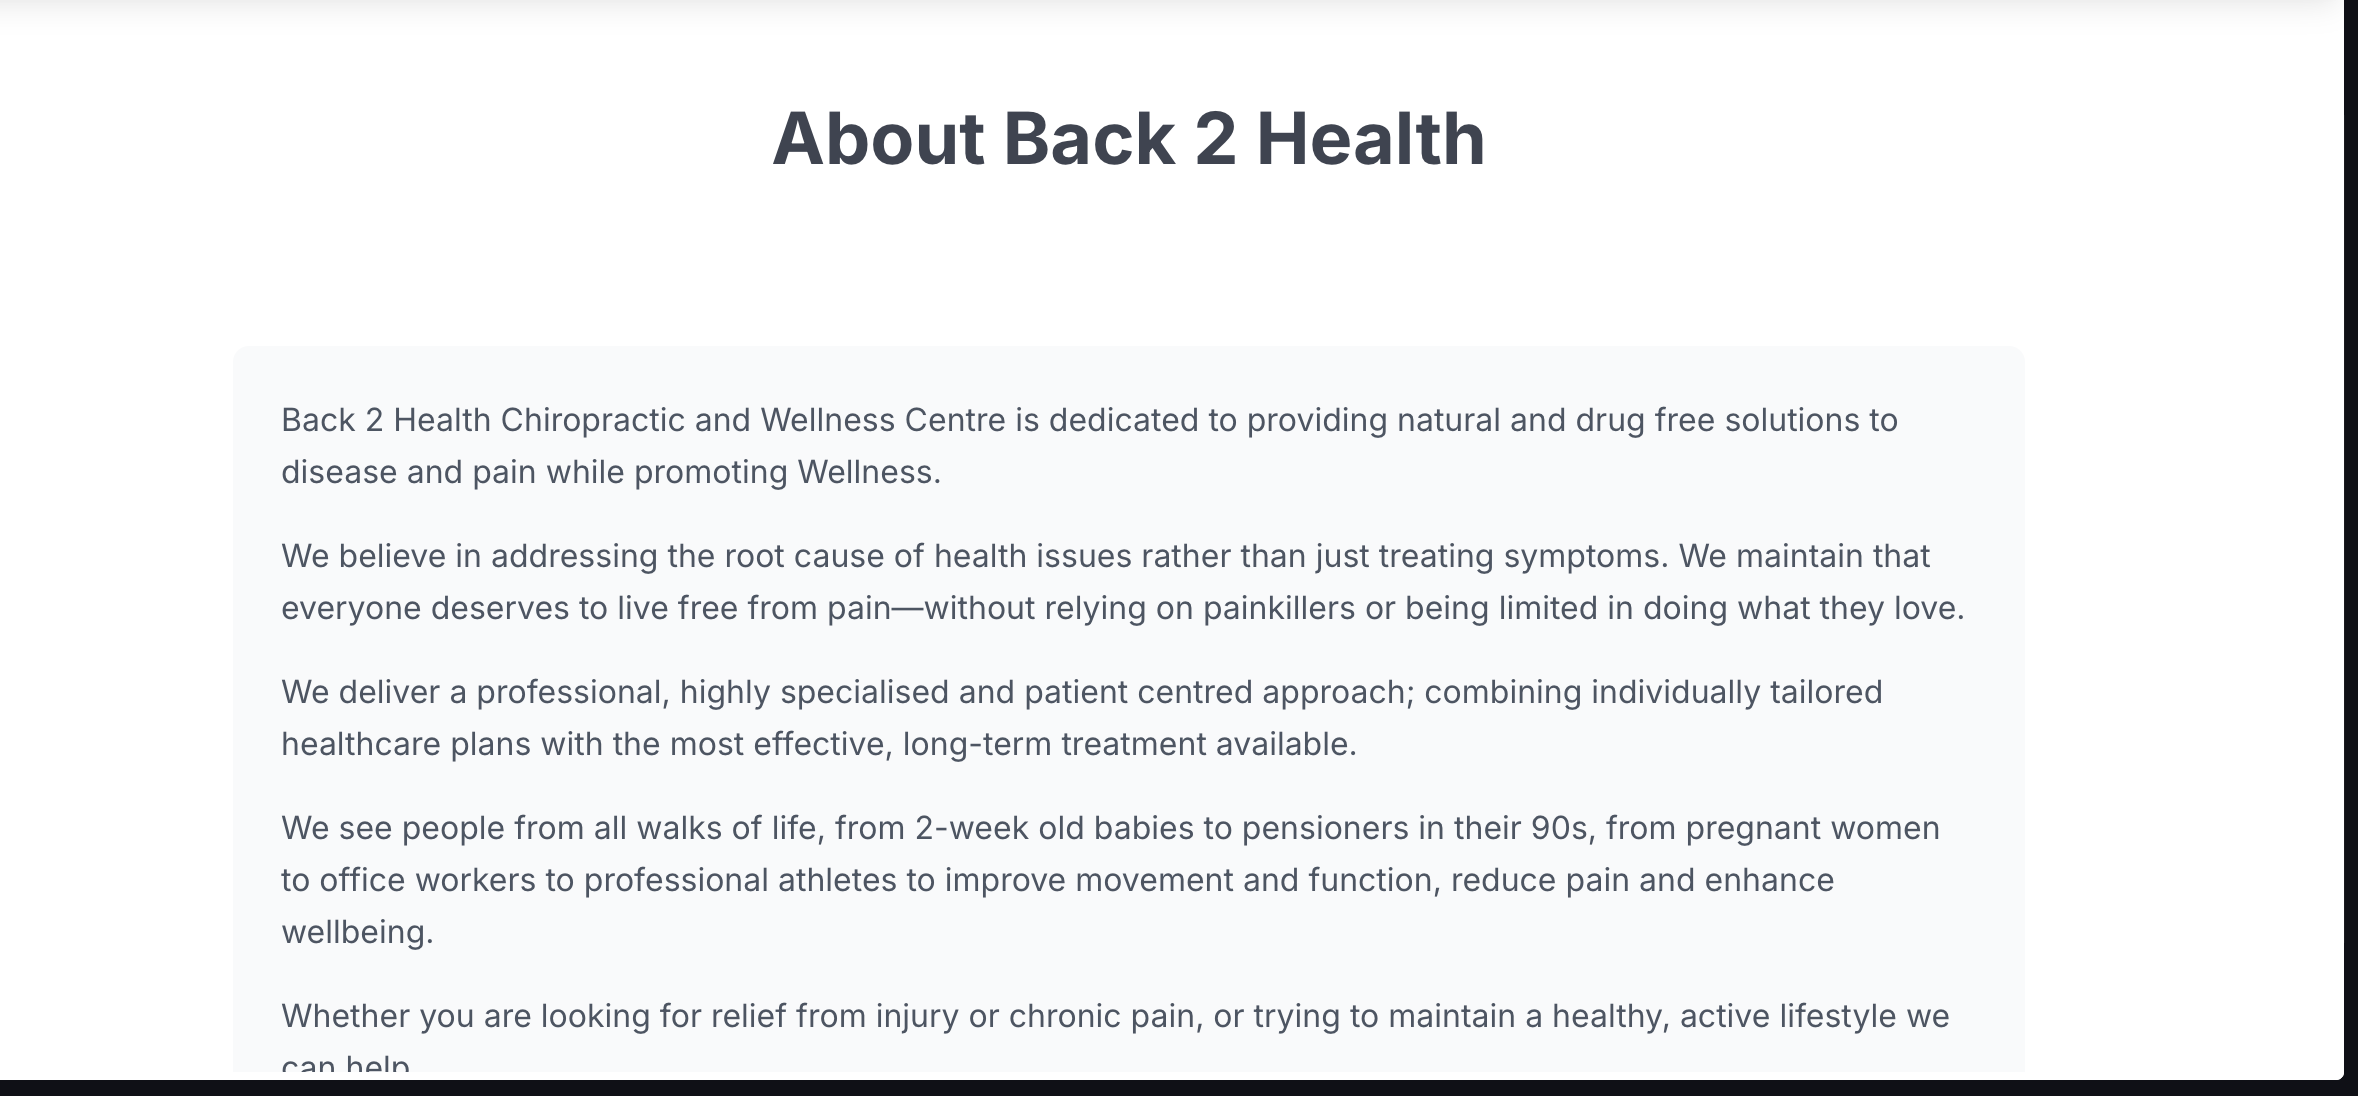 About Back 2 Health
Back 2 Health Chiropractic and Wellness Centre is dedicated to providing natural and drug free solutions to
disease and pain while promoting Wellness.
We believe in addressing the root cause of health issues rather than just treating symptoms. We maintain that
everyone deserves to live free from pain—without relying on painkillers or being limited in doing what they love.
We deliver a professional, highly specialised and patient centred approach; combining individually tailored
healthcare plans with the most effective, long-term treatment available.
We see people from all walks of life, from 2-week old babies to pensioners in their 90s, from pregnant women
to office workers to professional athletes to improve movement and function, reduce pain and enhance
wellbeing.
Whether you are looking for relief from injury or chronic pain, or trying to maintain a healthy, active lifestyle we
can help